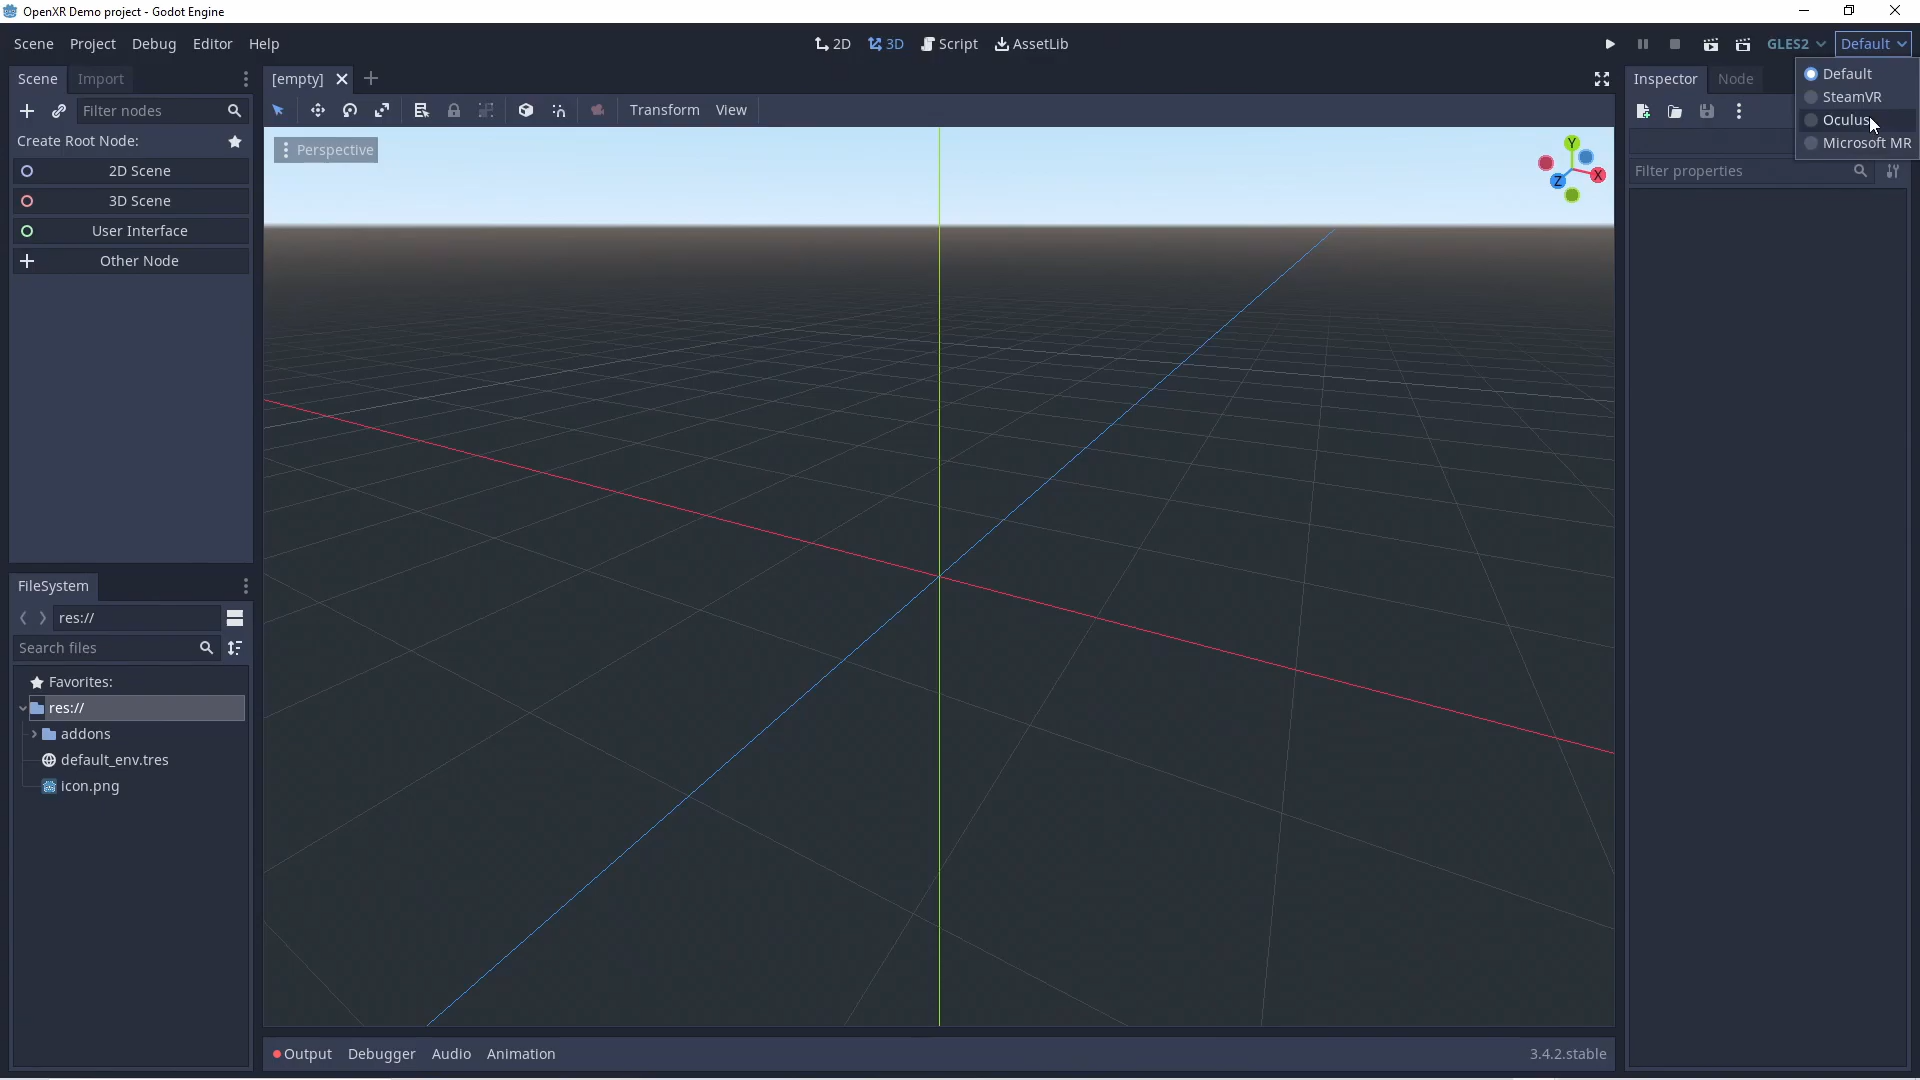 OpenXR Demo project - Godot Engine
Scene Project Debug Editor Help
2D 3D Script AssetLib
GLES2 Default
Scene Import
[empty]
Inspector Node
Default
SteamVR
Oculus
Microsoft MR
Filter nodes
Transform View
Create Root Node:
Perspective
2D Scene
3D Scene
User Interface
Other Node
Filter properties
Y
X
Z
FileSystem
res://
Search files
Favorites:
res://
addons
default_env.tres
icon.png
Output Debugger Audio Animation
3.4.2.stable